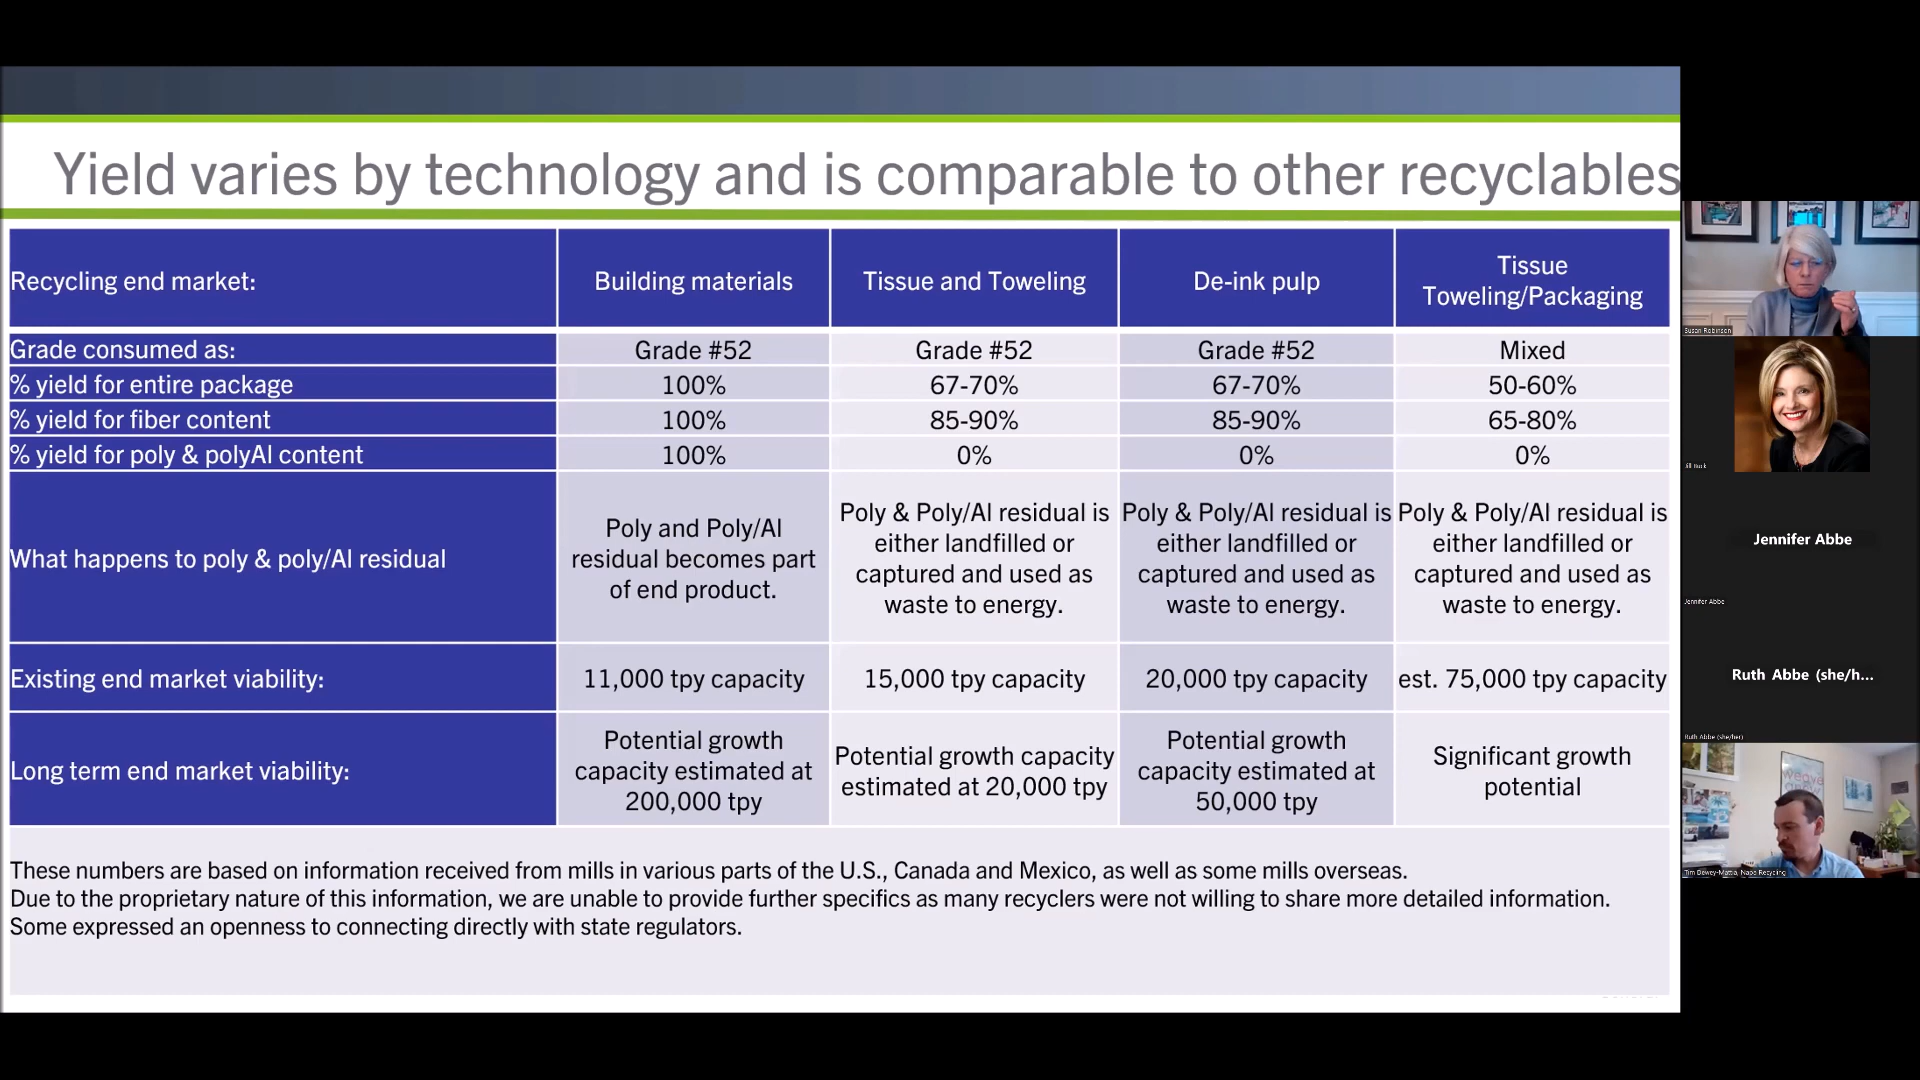 Yield varies by technology and is comparable to other recyclables
Recycling end market:
Building materials
Tissue and Toweling
De-ink pulp
Tissue
Toweling/Packaging
Grade consumed as:
Grade #52
Grade #52
Grade #52
Mixed
% yield for entire package
100%
67-70%
67-70%
50-60%
% yield for fiber content
100%
85-90%
85-90%
65-80%
% yield for poly & polyAl content
100%
0%
0%
0%
What happens to poly & poly/Al residual
Poly and Poly/Al
residual becomes part
of end product.
Poly & Poly/Al residual is
either landfilled or
captured and used as
waste to energy.
Poly & Poly/Al residual is
either landfilled or
captured and used as
waste to energy.
Poly & Poly/Al residual is
either landfilled or
captured and used as
waste to energy.
Existing end market viability:
11,000 tpy capacity
15,000 tpy capacity
20,000 tpy capacity
est. 75,000 tpy capacity
Long term end market viability:
Potential growth
capacity estimated at
200,000 tpy
Potential growth capacity
estimated at 20,000 tpy
Potential growth
capacity estimated at
50,000 tpy
Significant growth
potential
These numbers are based on information received from mills in various parts of the U.S., Canada and Mexico, as well as some mills overseas.
Due to the proprietary nature of this information, we are unable to provide further specifics as many recyclers were not willing to share more detailed information.
Some expressed an openness to connecting directly with state regulators.
Susan Robinson
Jill Buck
Jennifer Abbe
Jennifer Abbe
Ruth Abbe (she/h...
Ruth Abbe (she/her)
Tim Dewey-Mattia, Napa Recycling